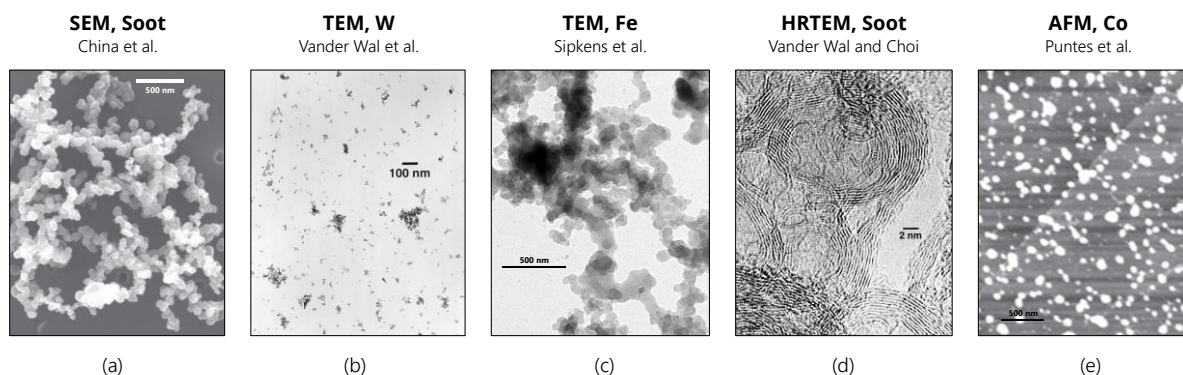 SEM, Soot
China et al.
TEM, W
Vander Wal et al.
TEM, Fe
Sipkens et al.
HRTEM, Soot
Vander Wal and Choi
AFM, Co
Puntes et al.
500 nm
100 nm
500 nm
2 nm
500 nm
(a)
(b)
(c)
(d)
(e)